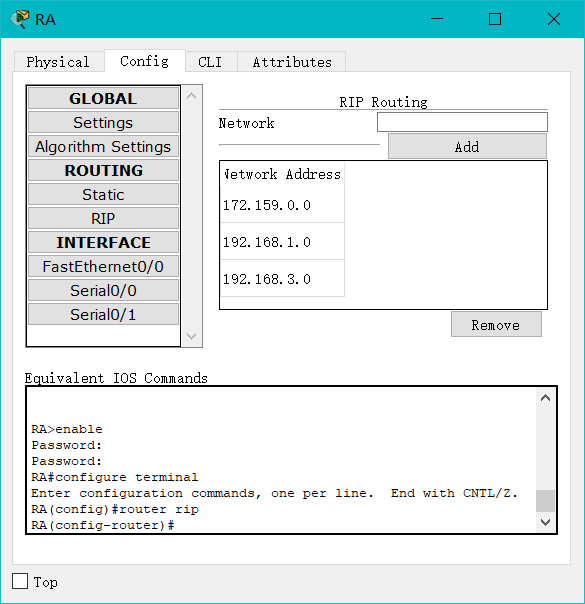 RA
Physical Config CLI Attributes
GLOBAL
Settings
Algorithm Settings
ROUTING
Static
RIP
INTERFACE
FastEthernet0/0
Serial0/0
Serial0/1
RIP Routing
Network
Add
Network Address
172.159.0.0
192.168.1.0
192.168.3.0
Remove
Equivalent IOS Commands
RA>enable
Password:
Password:
RA#configure terminal
Enter configuration commands, one per line.  End with CNTL/Z.
RA(config)#router rip
RA(config-router)#
Top